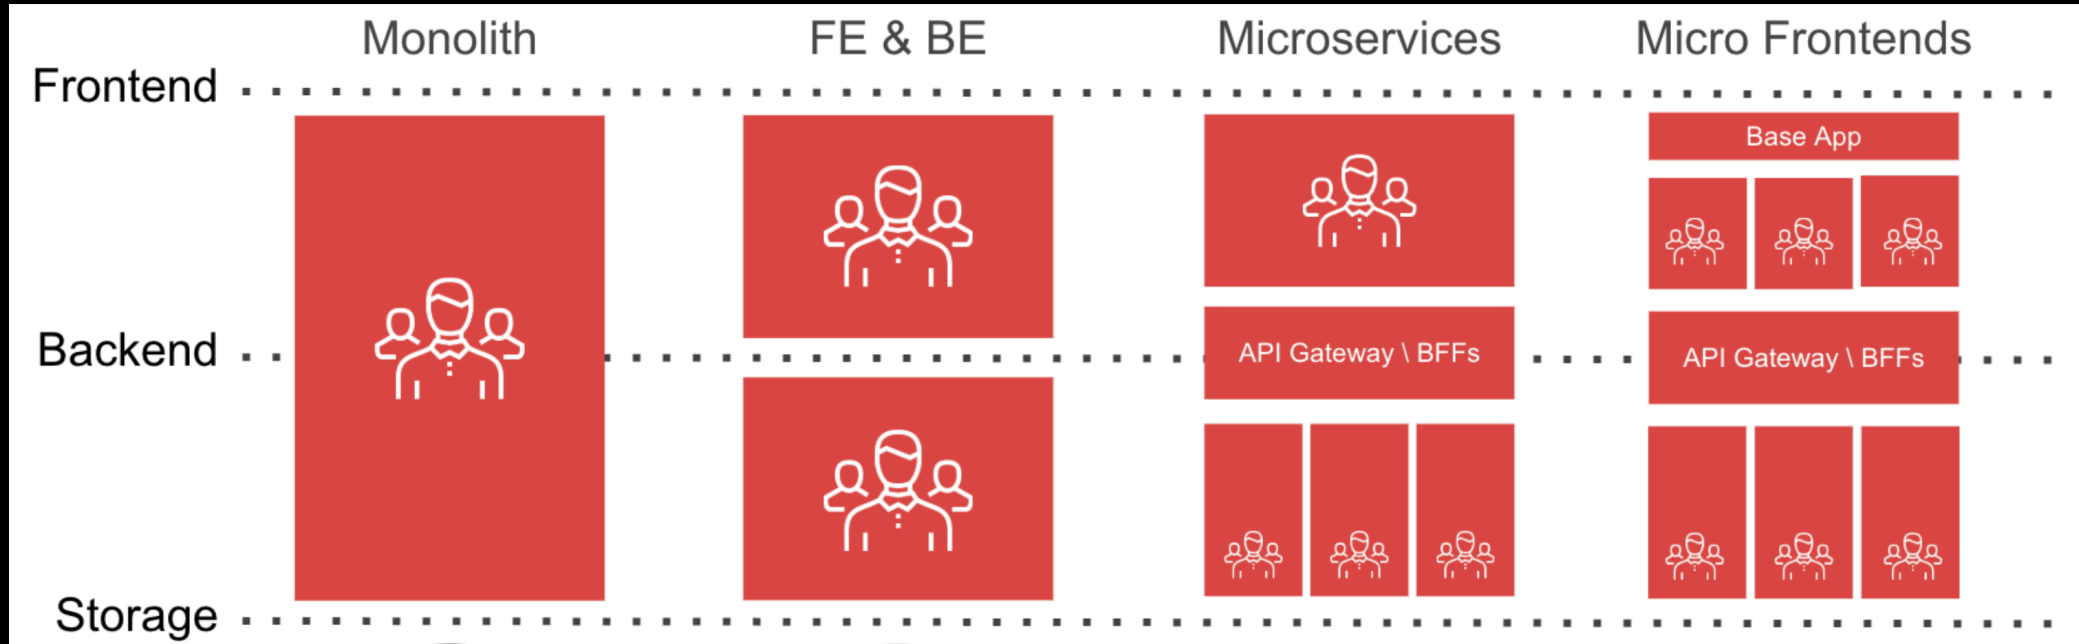 Monolith
FE & BE
Microservices
Micro Frontends
Frontend
Base App
Backend
API Gateway \ BFFs
API Gateway \ BFFs
Storage